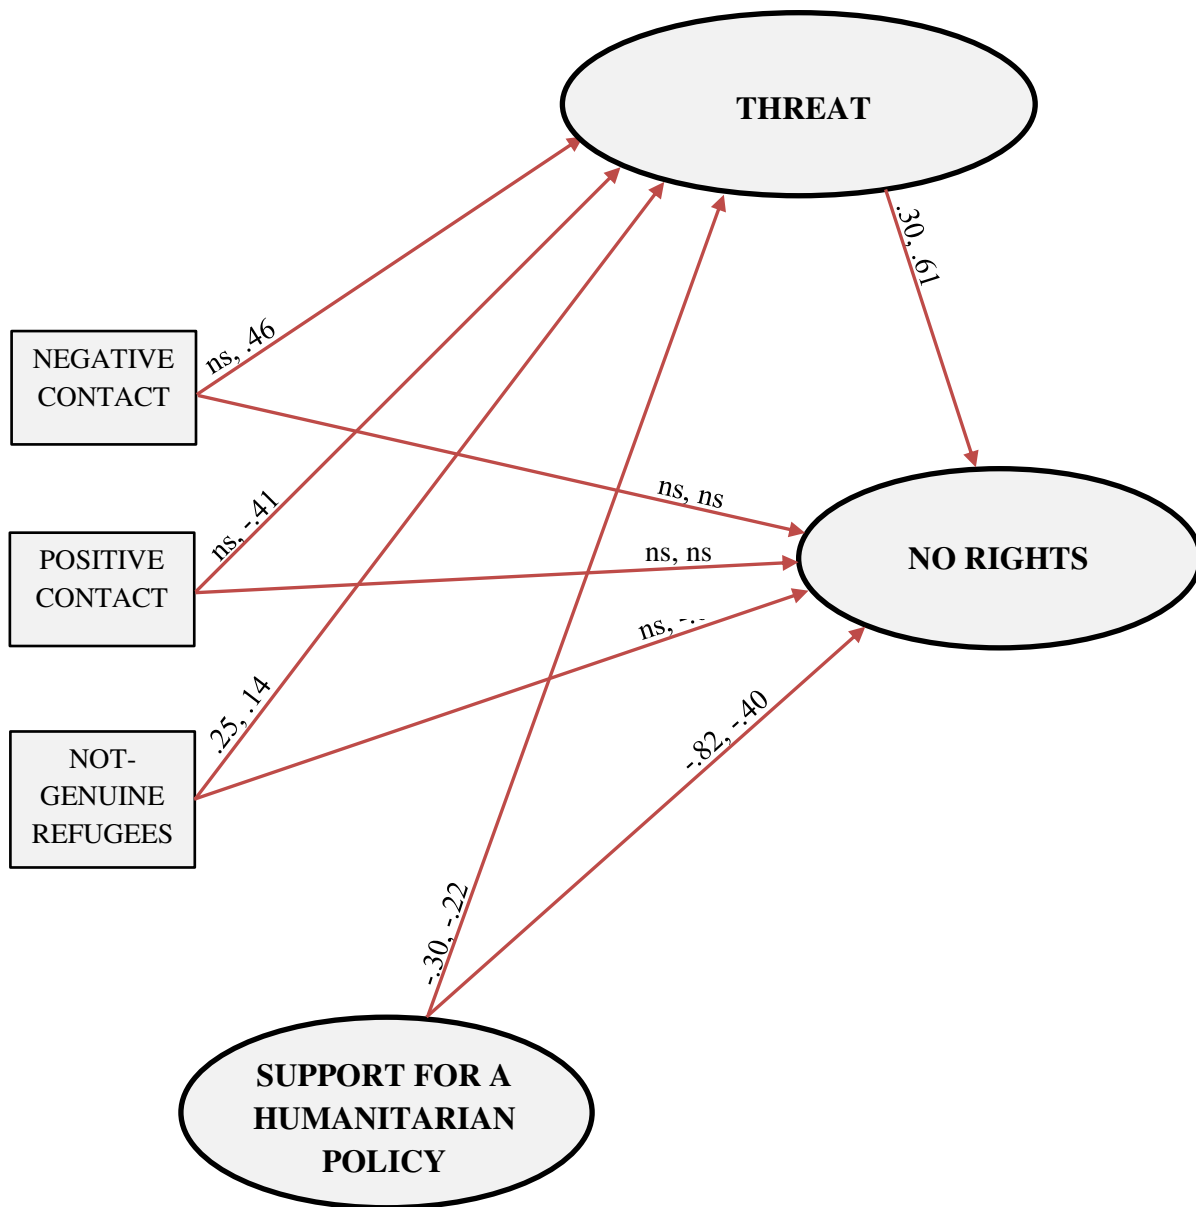 THREAT
.30, .61
NEGATIVE
CONTACT
ns, .46
ns, ns
POSITIVE
CONTACT
ns, -.41
ns, ns
NO RIGHTS
ns,
NOT-
GENUINE
REFUGEES
.25, .14
-.82, -.40
-.30, -.22
SUPPORT FOR A
HUMANITARIAN
POLICY